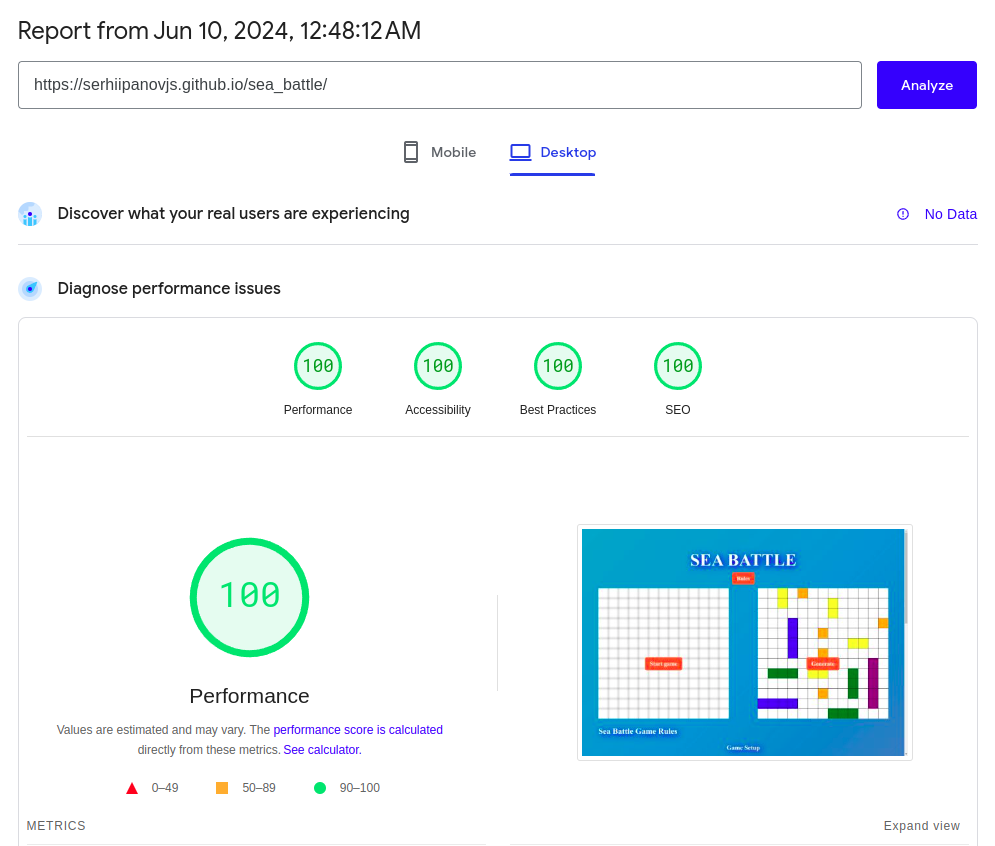 Report from Jun 10, 2024, 12:48:12 AM
https://serhiipanovjs.github.io/sea_battle/
Analyze
Mobile
Desktop
Discover what your real users are experiencing
No Data
Diagnose performance issues
100
100
100
100
Performance
Accessibility
Best Practices
SEO
100
Performance
Values are estimated and may vary. The performance score is calculated
directly from these metrics. See calculator.
0–49
50–89
90–100
SEA BATTLE
Rules
Start game
Generate
Sea Battle Game Rules
Game Setup
METRICS
Expand view